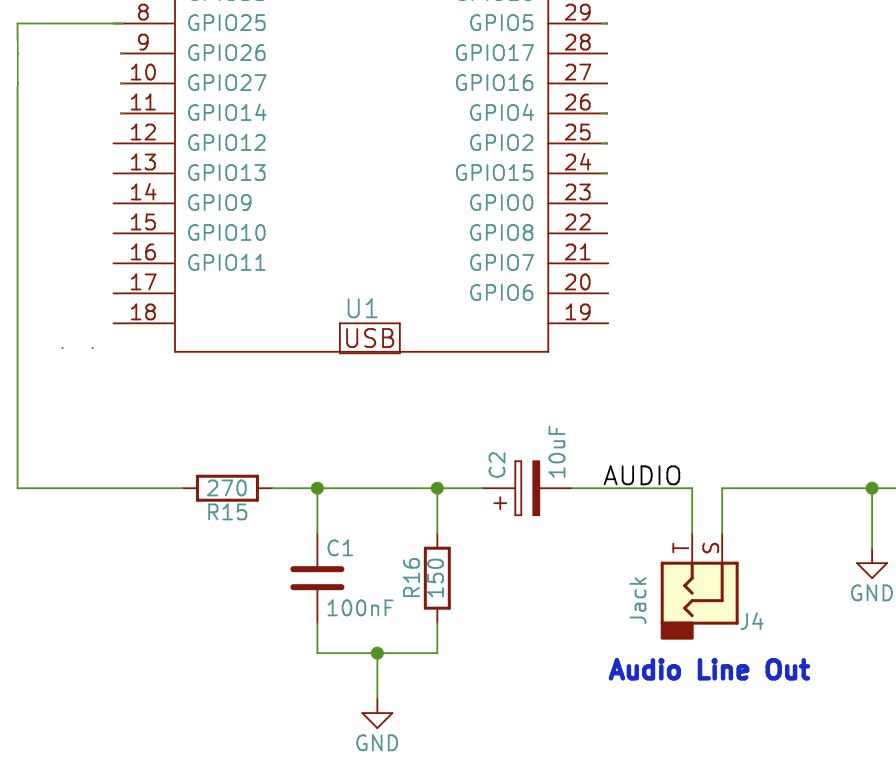 8 GPIO25 GPIO5 29
9 GPIO26 GPIO17 28
10 GPIO27 GPIO16 27
11 GPIO14 GPIO4 26
12 GPIO12 GPIO2 25
13 GPIO13 GPIO15 24
14 GPIO9 GPIO0 23
15 GPIO10 GPIO8 22
16 GPIO11 GPIO7 21
17 GPIO6 20
18 19
U1
USB
C2
+
10uF
AUDIO
270
R15
C1
100nF
R16
150
T S
Jack
J4
GND
Audio Line Out
GND